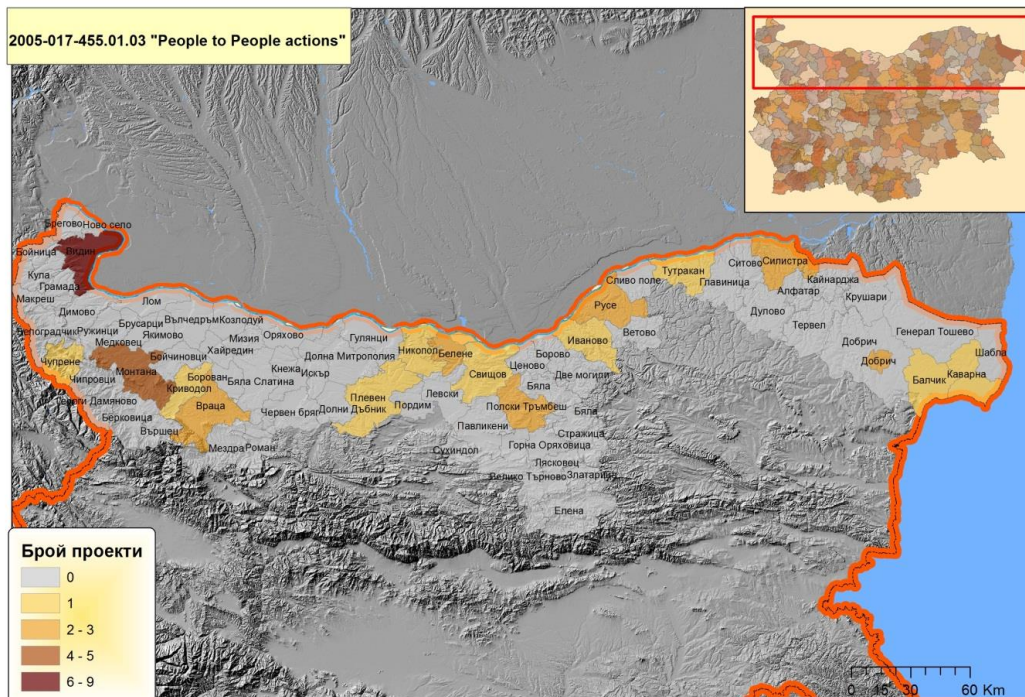 2005-017-455.01.03 "People to People actions"
Брегово
Ново село
Бойница
Видин
Кула
Грамада
Макреш
Димово
Лом
Ружинци
Брусарци
Вълчедръм
Козлодуй
Медковец
Якимово
Мизия
Оряхово
Чупрене
Бойчиновци
Хайредин
Монтана
Чипровци
Криводол
Борован
Бяла Слатина
Кнежа
Искър
Долна Митрополия
Гулянци
Никопол
Белене
Георги Дамяново
Берковица
Враца
Вършец
Мездра
Роман
Червен бряг
Долни Дъбник
Плевен
Пордим
Левски
Свищов
Павликени
Сухиндол
Полски Тръмбеш
Бяла
Ценово
Борово
Две могили
Иваново
Русе
Ветово
Сливо поле
Тутракан
Главиница
Ситово
Силистра
Алфатар
Кайнарджа
Крушари
Дулово
Тервел
Добрич
Добрич
Генерал Тошево
Шабла
Каварна
Балчик
Бяла
Стражица
Горна Оряховица
Лясковец
Велико Търново
Златарица
Елена
Брой проекти
0
1
2 - 3
4 - 5
6 - 9
30
60 Km